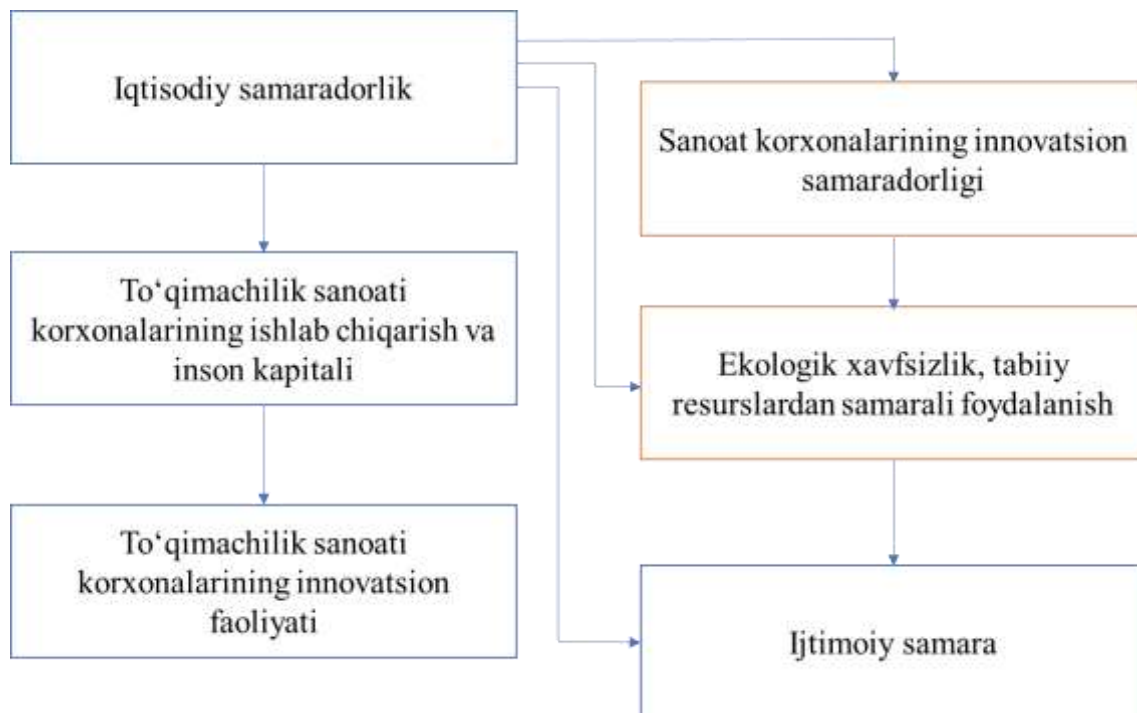 Iqtisodiy samaradorlik
To‘qimachilik sanoati
korxonalarining ishlab chiqarish va
inson kapitali
To‘qimachilik sanoati
korxonalarining innovatsion
faoliyati
Sanoat korxonalarining innovatsion
samaradorligi
Ekologik xavfsizlik, tabiiy
resurslardan samarali foydalanish
Ijtimoiy samara